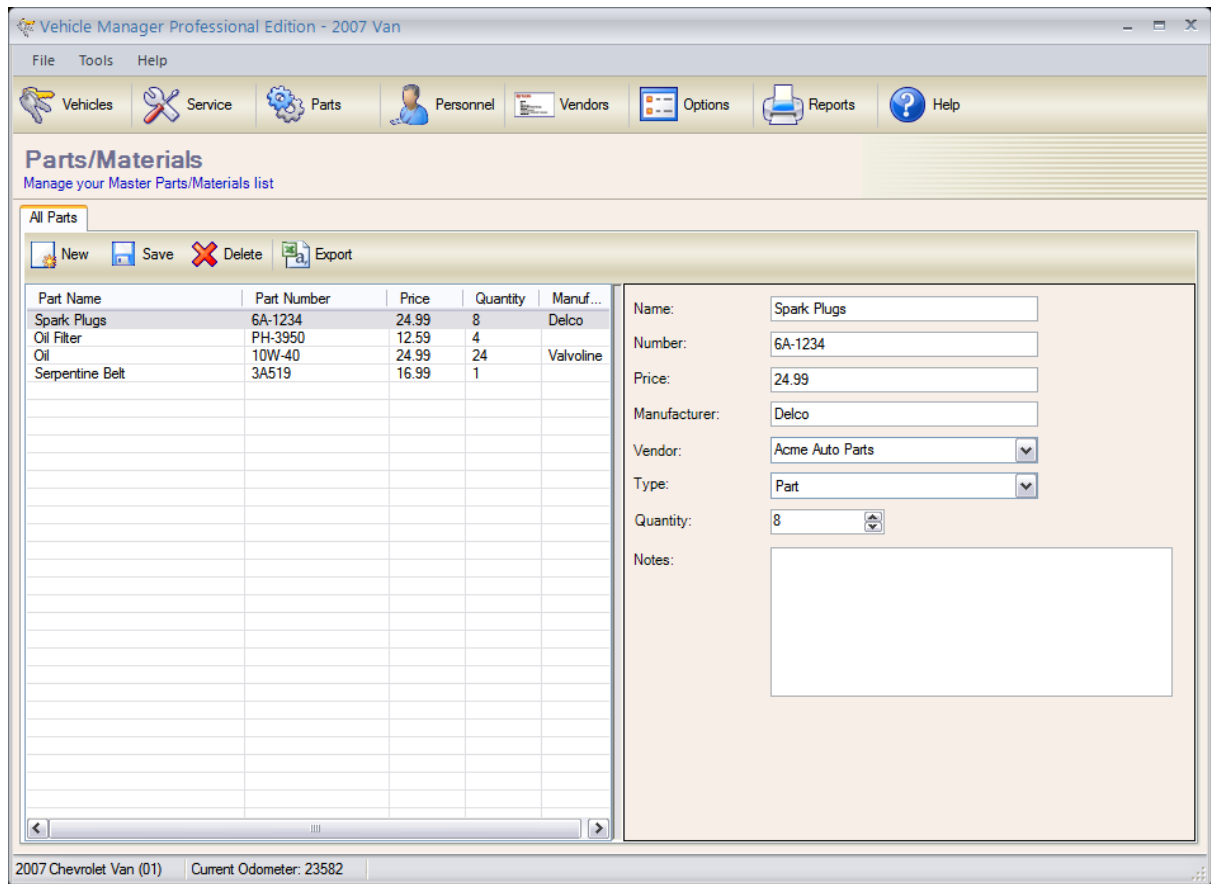 Vehicle Manager Professional Edition - 2007 Van
File Tools Help
Vehicles Service Parts Personnel Vendors Options Reports Help
Parts/Materials
Manage your Master Parts/Materials list
All Parts
New Save Delete Export
Part Name Part Number Price Quantity Manuf...
Spark Plugs 6A-1234 24.99 8 Delco
Oil Filter PH-3950 12.59 4
Oil 10W-40 24.99 24 Valvoline
Serpentine Belt 3A519 16.99 1
Name: Spark Plugs
Number: 6A-1234
Price: 24.99
Manufacturer: Delco
Vendor: Acme Auto Parts
Type: Part
Quantity: 8
Notes:
2007 Chevrolet Van (01) Current Odometer: 23582